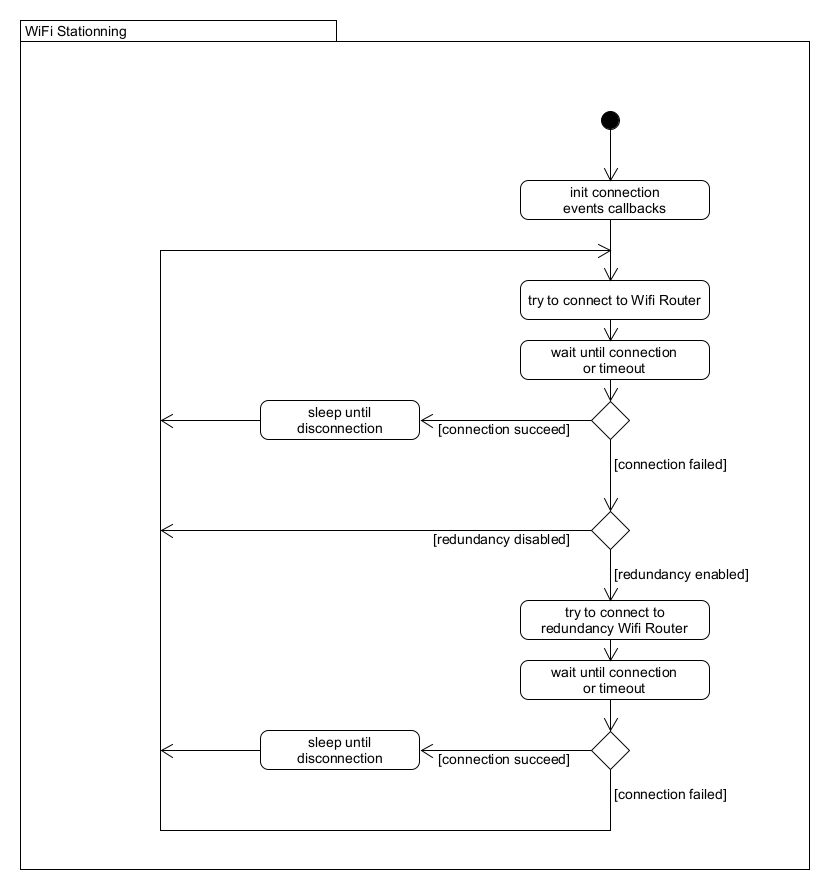 WiFi Stationning
init connection
events callbacks
try to connect to Wifi Router
wait until connection
or timeout
sleep until
disconnection
[connection succeed]
[connection failed]
[redundancy disabled]
[redundancy enabled]
try to connect to
redundancy Wifi Router
wait until connection
or timeout
sleep until
disconnection
[connection succeed]
[connection failed]